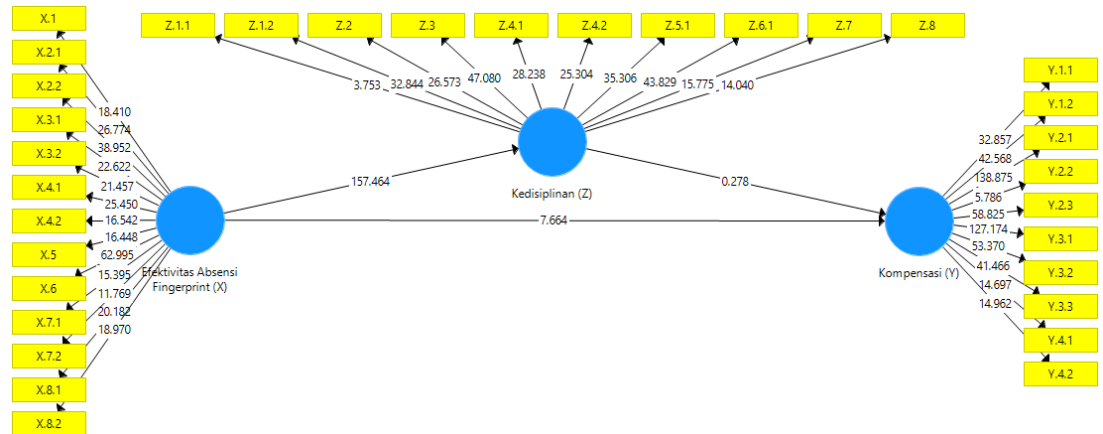 X.1
X.2.1
X.2.2
X.3.1
X.3.2
X.4.1
X.4.2
X.5
X.6
X.7.1
X.7.2
X.8.1
X.8.2
18.410
26.774
38.952
22.622
21.457
25.450
16.542
16.448
62.995
15.395
11.769
20.182
18.970
Efektivitas Absensi
Fingerprint (X)
Z.1.1 Z.1.2 Z.2 Z.3 Z.4.1 Z.4.2 Z.5.1 Z.6.1 Z.7 Z.8
3.753 32.844 26.573 47.080 28.238 25.304 35.306 43.829 15.775 14.040
Kedisiplinan (Z)
157.464
0.278
7.664
Kompensasi (Y)
32.857
42.568
138.875
5.786
58.825
127.174
53.370
41.466
14.697
14.962
Y.1.1
Y.1.2
Y.2.1
Y.2.2
Y.2.3
Y.3.1
Y.3.2
Y.3.3
Y.4.1
Y.4.2